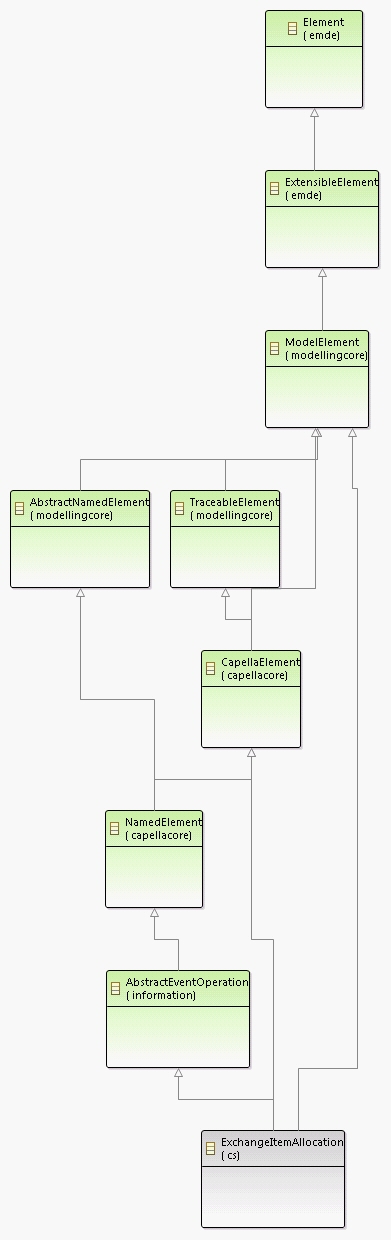 Element
( emde)
ExtensibleElement
( emde)
ModelElement
( modellingcore)
AbstractNamedElement
( modellingcore)
TraceableElement
( modellingcore)
CapellaElement
( capellacore)
NamedElement
( capellacore)
AbstractEventOperation
( information)
ExchangeItemAllocation
( cs)